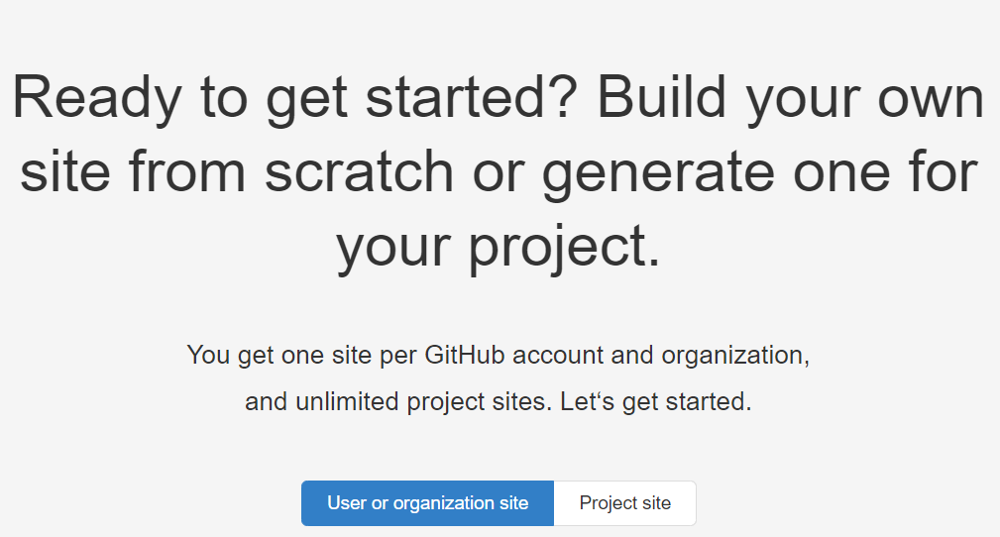 Ready to get started? Build your own
site from scratch or generate one for
your project.
You get one site per GitHub account and organization,
and unlimited project sites. Let‘s get started.
User or organization site
Project site